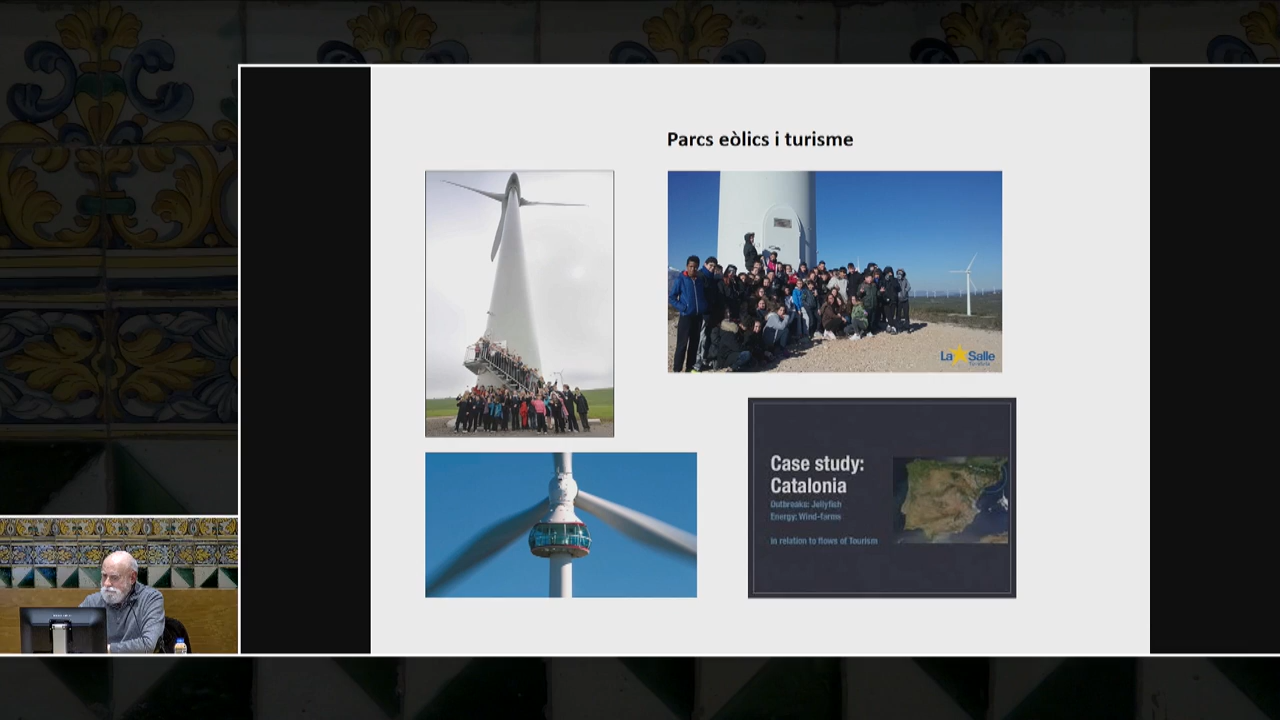 Parcs eòlics i turisme
La Salle
Case study:
Catalonia
Outbreaks: Jellyfish
Energy: Wind-farms
in relation to flows of Tourism